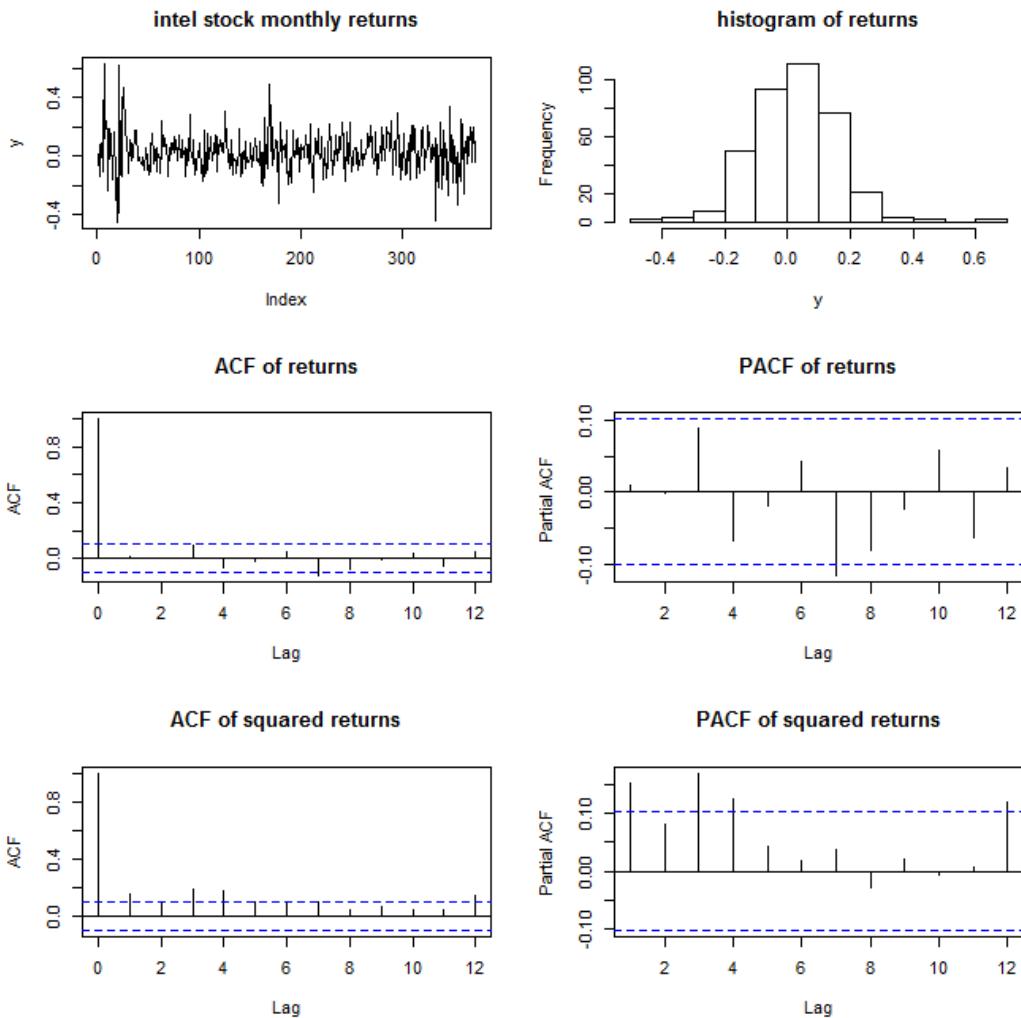 intel stock monthly returns
y
0.4
0.0
-0.4
0 100 200 300
Index
histogram of returns
Frequency
100
60
20
0
-0.4 -0.2 0.0 0.2 0.4 0.6
y
ACF of returns
ACF
0.8
0.4
0.0
0 2 4 6 8 10 12
Lag
PACF of returns
Partial ACF
0.10
0.00
-0.10
2 4 6 8 10 12
Lag
ACF of squared returns
ACF
0.8
0.4
0.0
0 2 4 6 8 10 12
Lag
PACF of squared returns
Partial ACF
0.10
0.00
-0.10
2 4 6 8 10 12
Lag